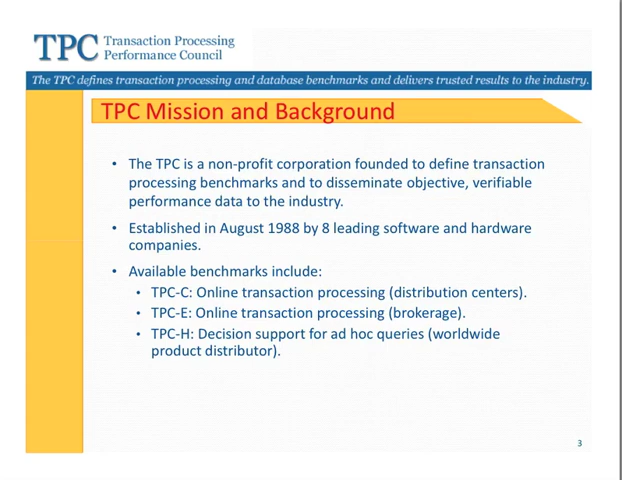 TPC Transaction Processing
Performance Council
The TPC defines transaction processing and database benchmarks and delivers trusted results to the industry.
TPC Mission and Background
• The TPC is a non-profit corporation founded to define transaction
processing benchmarks and to disseminate objective, verifiable
performance data to the industry.
• Established in August 1988 by 8 leading software and hardware
companies.
• Available benchmarks include:
• TPC-C: Online transaction processing (distribution centers).
• TPC-E: Online transaction processing (brokerage).
• TPC-H: Decision support for ad hoc queries (worldwide
product distributor).
3